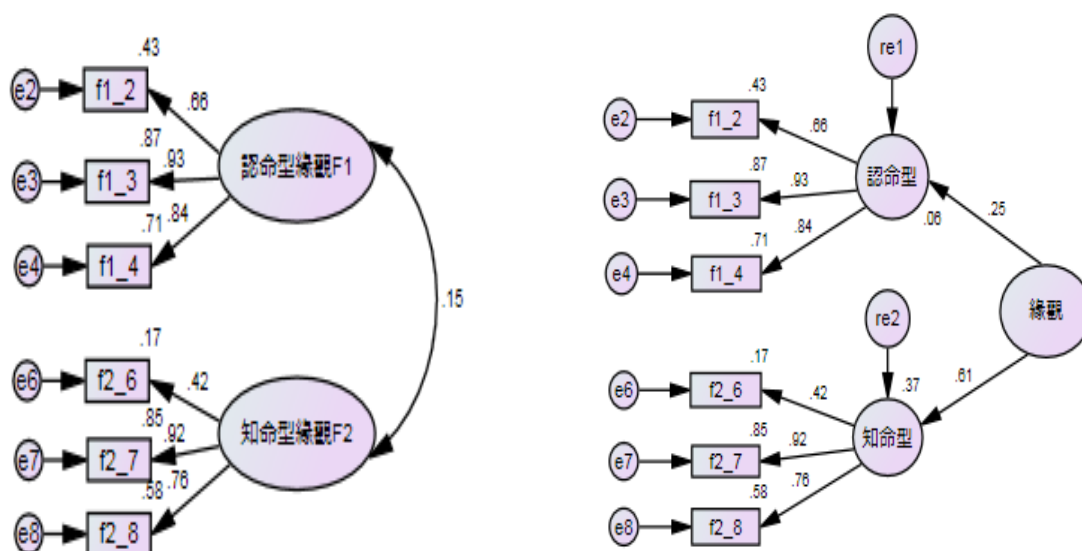 .43
e2
f1_2
.66
.87
e3
f1_3
.93
認命型緣觀F1
.71
.84
e4
f1_4
.15
.17
e6
f2_6
.42
.85
e7
f2_7
.92
知命型緣觀F2
.58
.76
e8
f2_8
re1
.43
e2
f1_2
.66
.87
e3
f1_3
.93
認命型
.06
.25
.71
.84
e4
f1_4
緣觀
re2
.17
e6
f2_6
.42
.37
.61
.85
e7
f2_7
.92
知命型
.58
.76
e8
f2_8